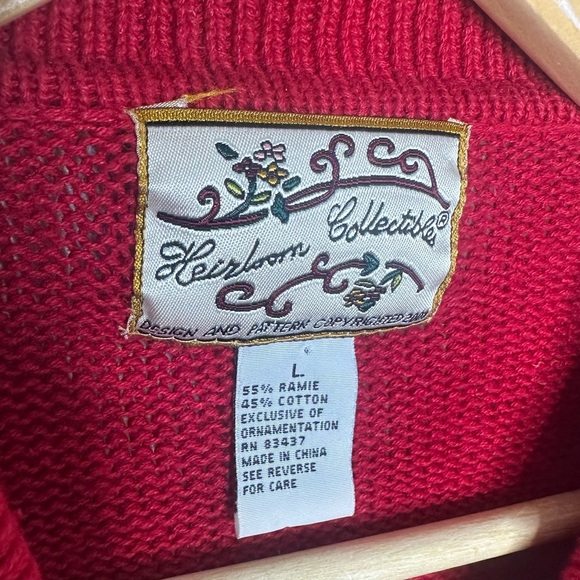 Heirloom Collectibles®
DESIGN AND PATTERN COPYRIGHTED
L
55% RAMIE
45% COTTON
EXCLUSIVE OF
ORNAMENTATION
RN 83437
MADE IN CHINA
SEE REVERSE
FOR CARE